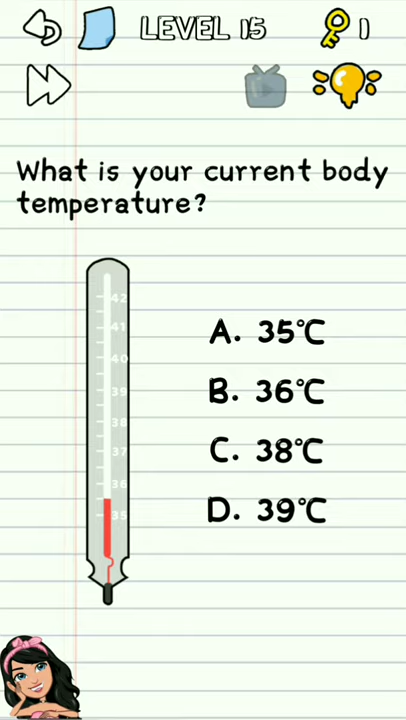 LEVEL 15
1
What is your current body
temperature?
42
41
40
39
38
37
36
35
A. 35°C
B. 36°C
C. 38°C
D. 39°C